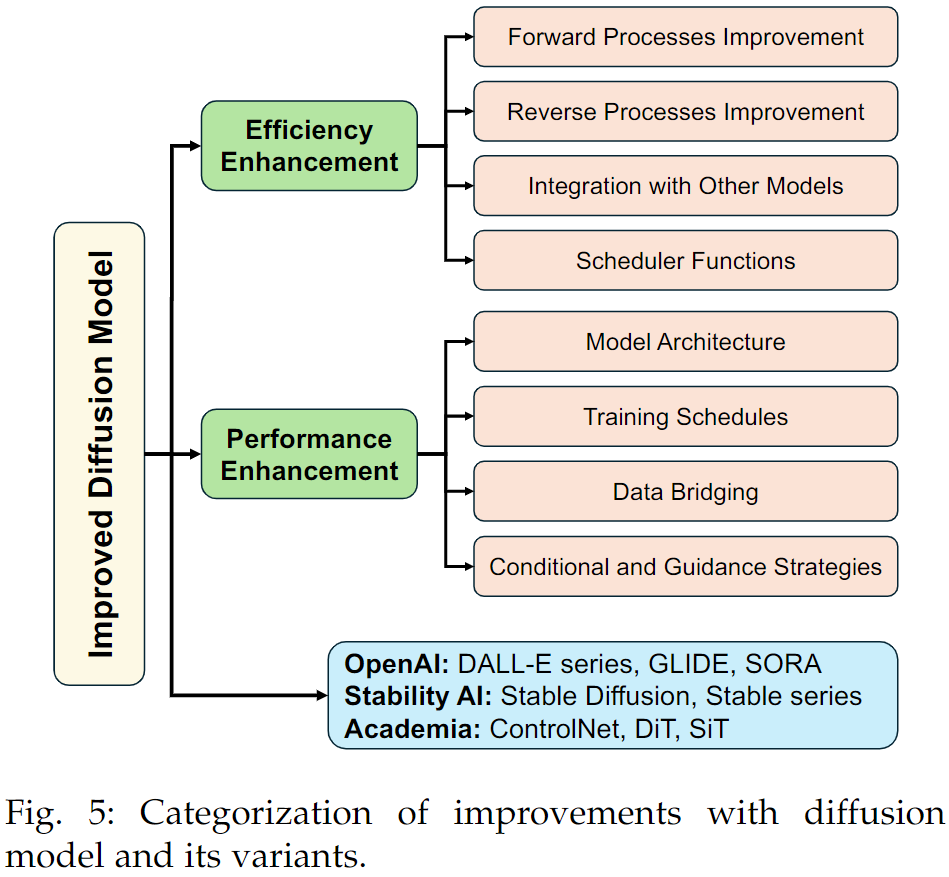 Improved Diffusion Model
Efficiency
Enhancement
Forward Processes Improvement
Reverse Processes Improvement
Integration with Other Models
Scheduler Functions
Performance
Enhancement
Model Architecture
Training Schedules
Data Bridging
Conditional and Guidance Strategies
OpenAI: DALL-E series, GLIDE, SORA
Stability AI: Stable Diffusion, Stable series
Academia: ControlNet, DiT, SiT
Fig. 5: Categorization of improvements with diffusion
model and its variants.